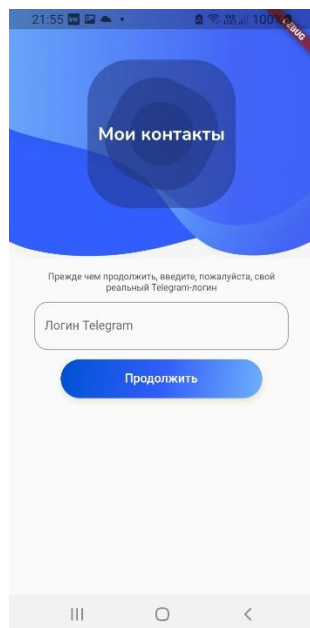 21:55
100%
DEBUG
Мои контакты
Прежде чем продолжить, введите, пожалуйста, свой
реальный Telegram-логин
Логин Telegram
Продолжить